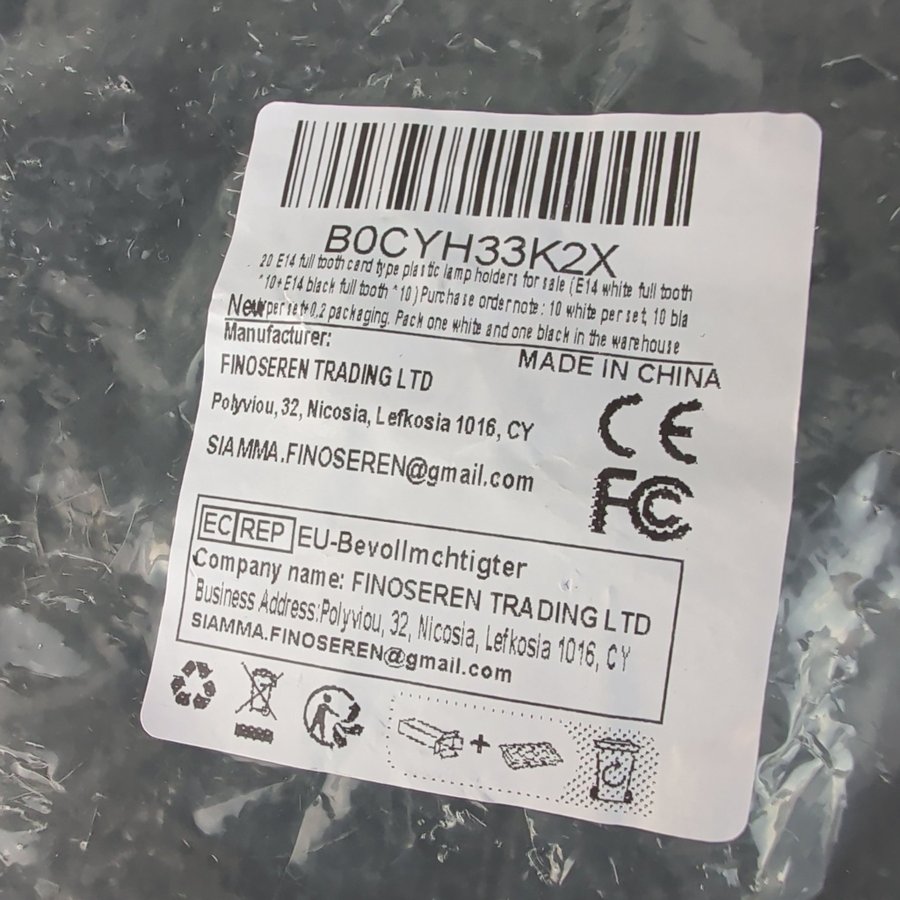 B0CYH33K2X
20 E14 full tooth card type plastic lamp holders for sale (E14 white full tooth
*10+E14 black full tooth *10) Purchase order note: 10 white per set, 10 bla
New per set+0,2 packaging. Pack one white and one black in the warehouse
Manufacturer:
MADE IN CHINA
FINOSEREN TRADING LTD
Polyviou, 32, Nicosia, Lefkosia 1016, CY
SIAMMA.FINOSEREN@gmail.com
CE
FC
EC REP EU-Bevollmchtigter
Company name: FINOSEREN TRADING LTD
Business Address:Polyviou, 32, Nicosia, Lefkosia 1016, CY
SIAMMA.FINOSEREN@gmail.com